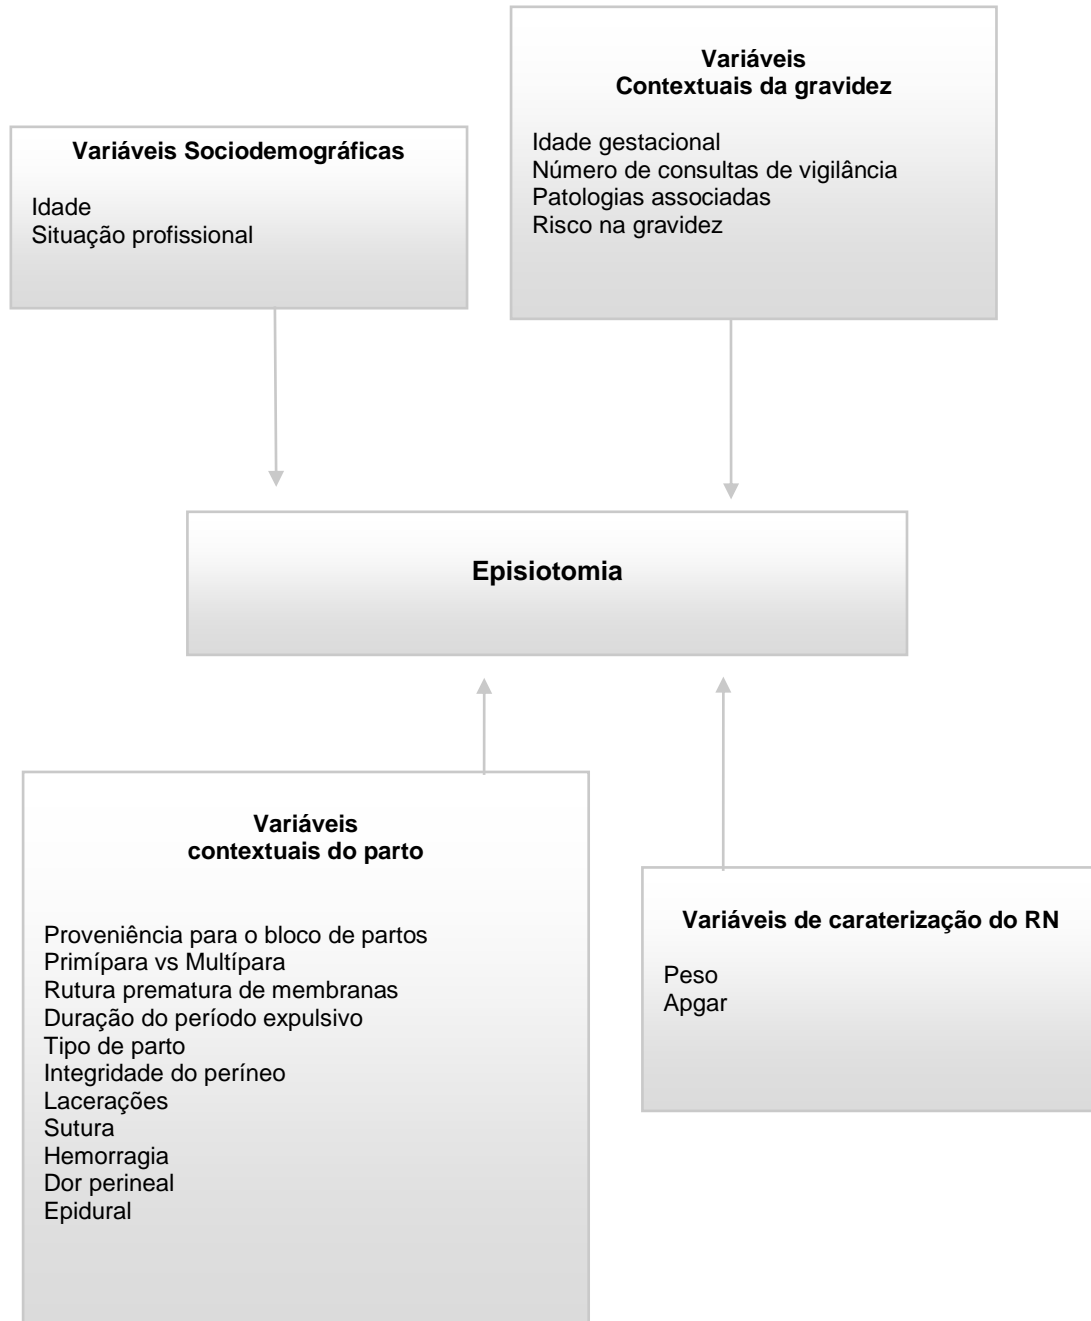 Variáveis Sociodemográficas
Idade
Situação profissional
Variáveis
Contextuais da gravidez
Idade gestacional
Número de consultas de vigilância
Patologias associadas
Risco na gravidez
Episiotomia
Variáveis
contextuais do parto
Proveniência para o bloco de partos
Primípara vs Multípara
Rutura prematura de membranas
Duração do período expulsivo
Tipo de parto
Integridade do períneo
Lacerações
Sutura
Hemorragia
Dor perineal
Epidural
Variáveis de caraterização do RN
Peso
Apgar